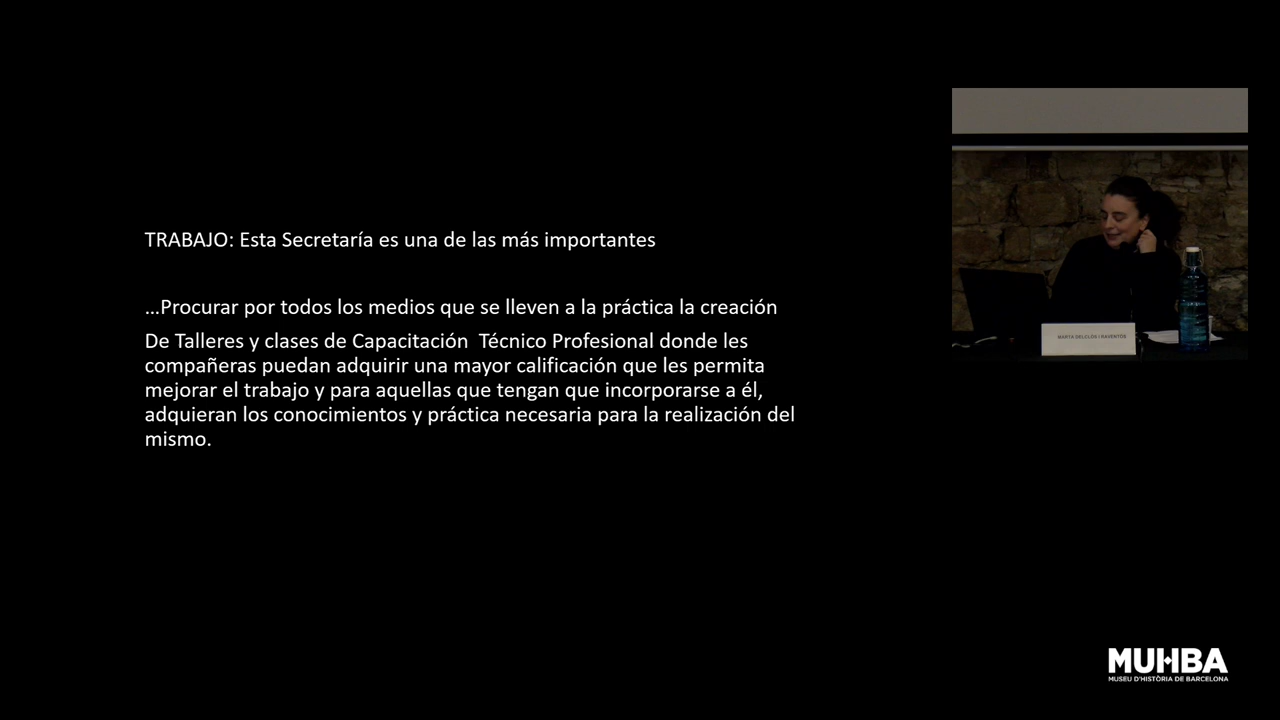 TRABAJO: Esta Secretaría es una de las más importantes
...Procurar por todos los medios que se lleven a la práctica la creación
De Talleres y clases de Capacitación  Técnico Profesional donde les
compañeras puedan adquirir una mayor calificación que les permita
mejorar el trabajo y para aquellas que tengan que incorporarse a él,
adquieran los conocimientos y práctica necesaria para la realización del
mismo.
MARTA DELCLÓS I RAVENTÓS
MUHBA
MUSEU D'HISTÒRIA DE BARCELONA